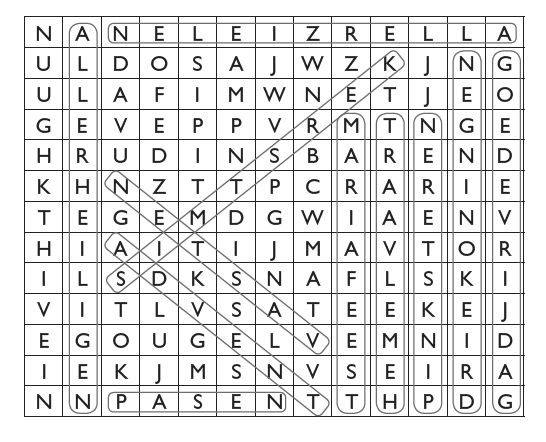 N A N E L E I Z R E L L A
U L D O S A J W Z K J N G
U L A F I M W N E T J E O
G E V E P P V R M T N G E
H R U D I N S B A R E N D
K H N Z T T P C R A R I E
T E G E M D G W I A E N V
H I A I T I J M A V T O R
I L S D K S N A F L S K I
V I T L V S A T E E K E J
E G O U G E L V E M N I D
I E K J M S N V S E I R A
N N P A S E N T T H P D G